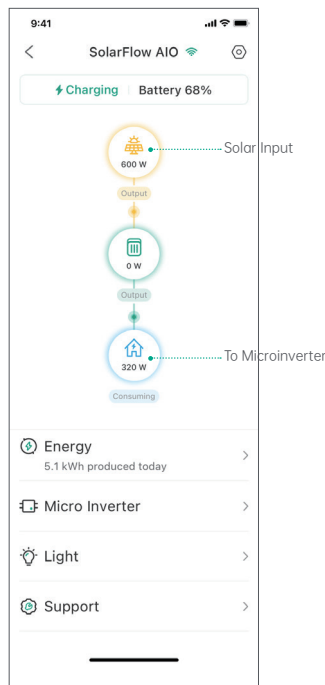 9:41
SolarFlow AIO
Charging Battery 68%
600 W
Solar Input
Output
0 W
Output
320 W
To Microinverter
Consuming
Energy
5.1 kWh produced today
Micro Inverter
Light
Support